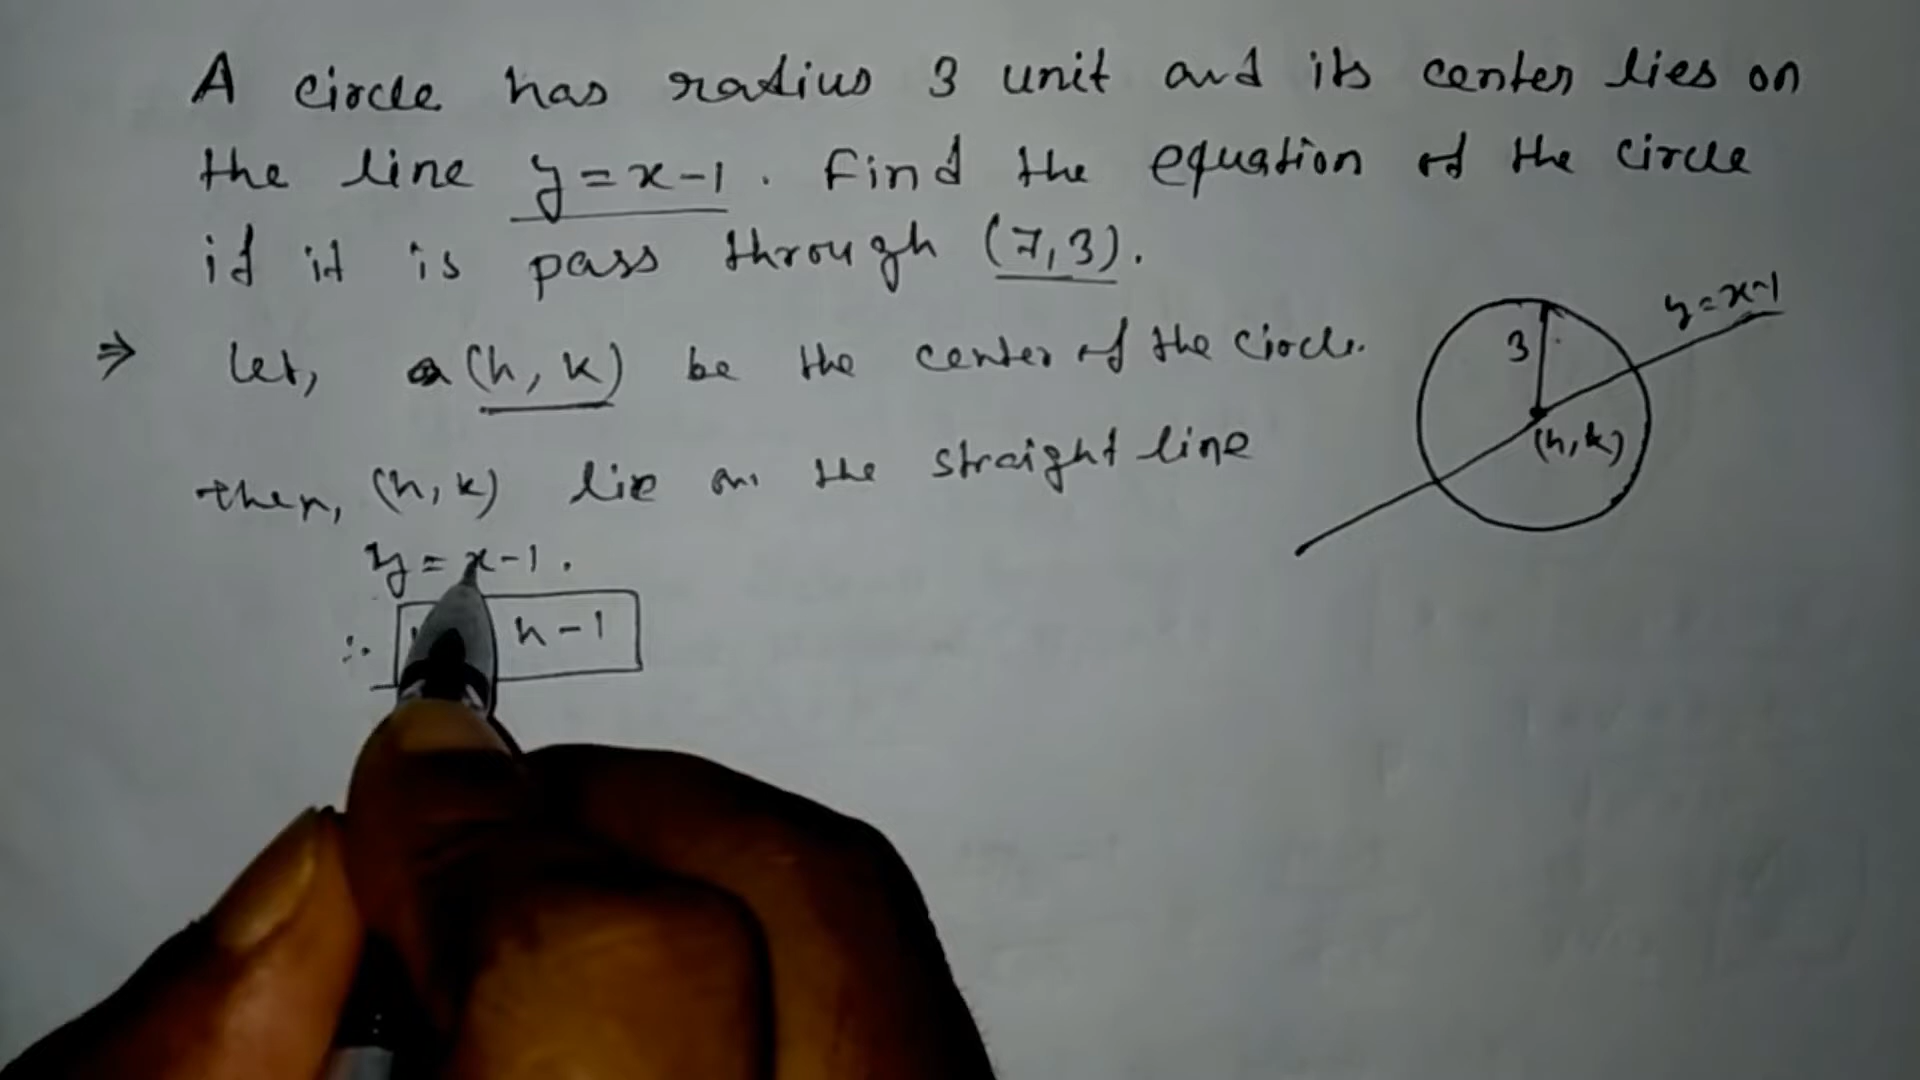 A circle has radius 3 unit and its center lies on
the line y=x-1. Find the equation of the circle
if it is pass through (7,3).
⇒ Let, (h, k) be the center of the circle.
then, (h, k) lie on the straight line
y=x-1.
∴ h-1
3
(h, k)
y=x-1